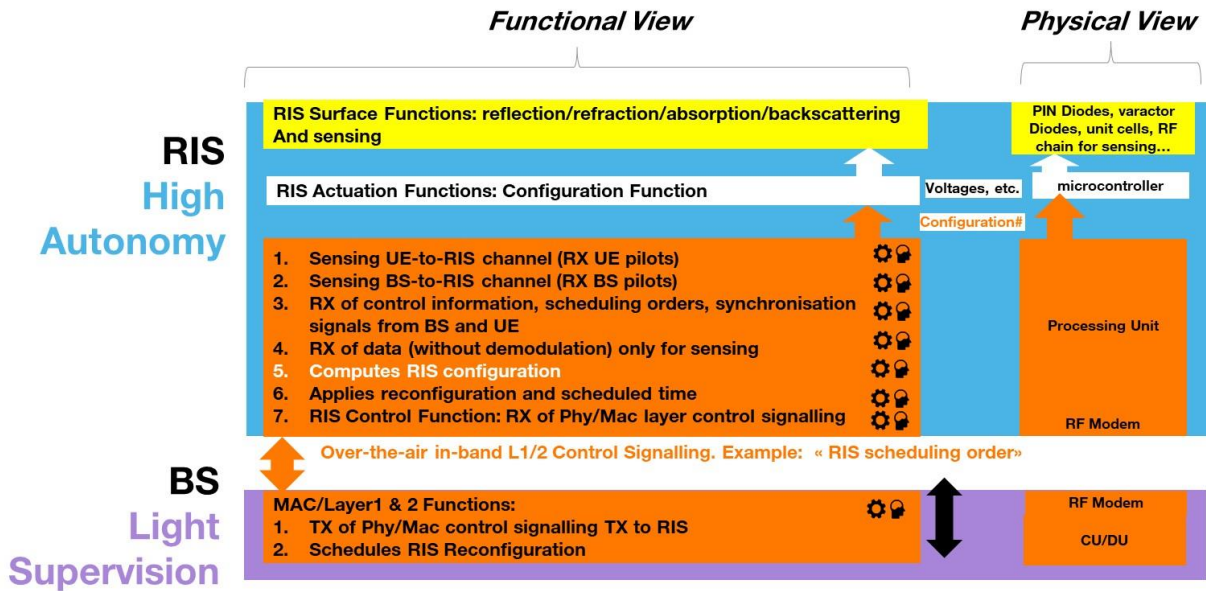 Functional View
Physical View
RIS
High
Autonomy
RIS Surface Functions: reflection/refraction/absorption/backscattering
And sensing
PIN Diodes, varactor
Diodes, unit cells, RF
chain for sensing...
RIS Actuation Functions: Configuration Function
Voltages, etc.
microcontroller
Configuration#
1. Sensing UE-to-RIS channel (RX UE pilots)
2. Sensing BS-to-RIS channel (RX BS pilots)
3. RX of control information, scheduling orders, synchronisation
signals from BS and UE
4. RX of data (without demodulation) only for sensing
5. Computes RIS configuration
6. Applies reconfiguration and scheduled time
7. RIS Control Function: RX of Phy/Mac layer control signalling
Processing Unit
RF Modem
Over-the-air in-band L1/2 Control Signalling. Example: « RIS scheduling order»
BS
Light
Supervision
MAC/Layer1 & 2 Functions:
1. TX of Phy/Mac control signalling TX to RIS
2. Schedules RIS Reconfiguration
RF Modem
CU/DU